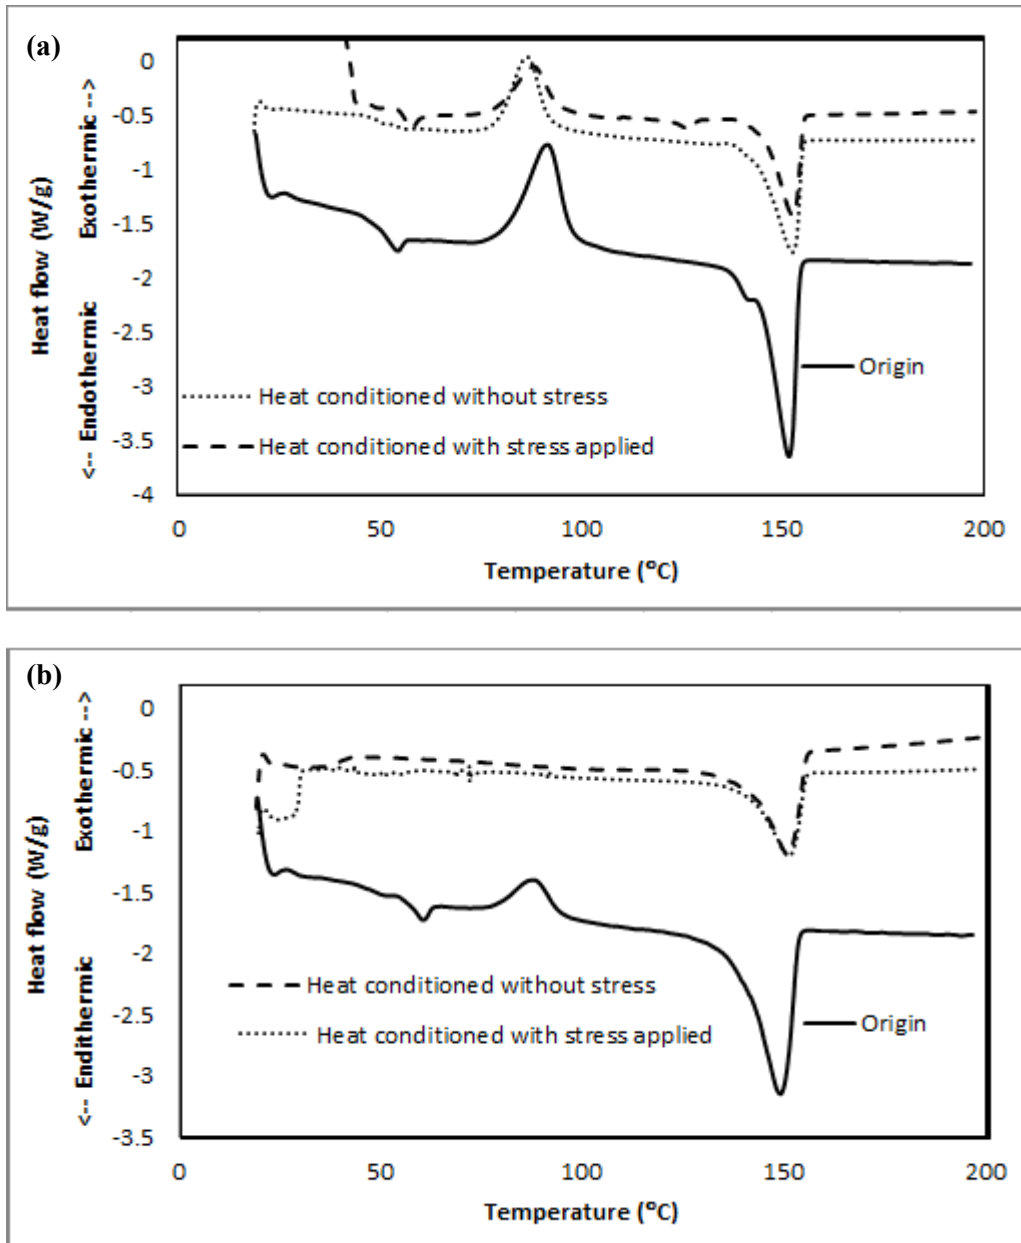 (a)
Heat flow (W/g)
<-- Endothermic    Exothermic -->
0
-0.5
-1
-1.5
-2
-2.5
-3
-3.5
-4
Origin
Heat conditioned without stress
Heat conditioned with stress applied
0 50 100 150 200
Temperature (°C)
(b)
Heat flow (W/g)
<-- Endithermic    Exothermic -->
0
-0.5
-1
-1.5
-2
-2.5
-3
-3.5
Heat conditioned without stress
Heat conditioned with stress applied
Origin
0 50 100 150 200
Temperature (°C)